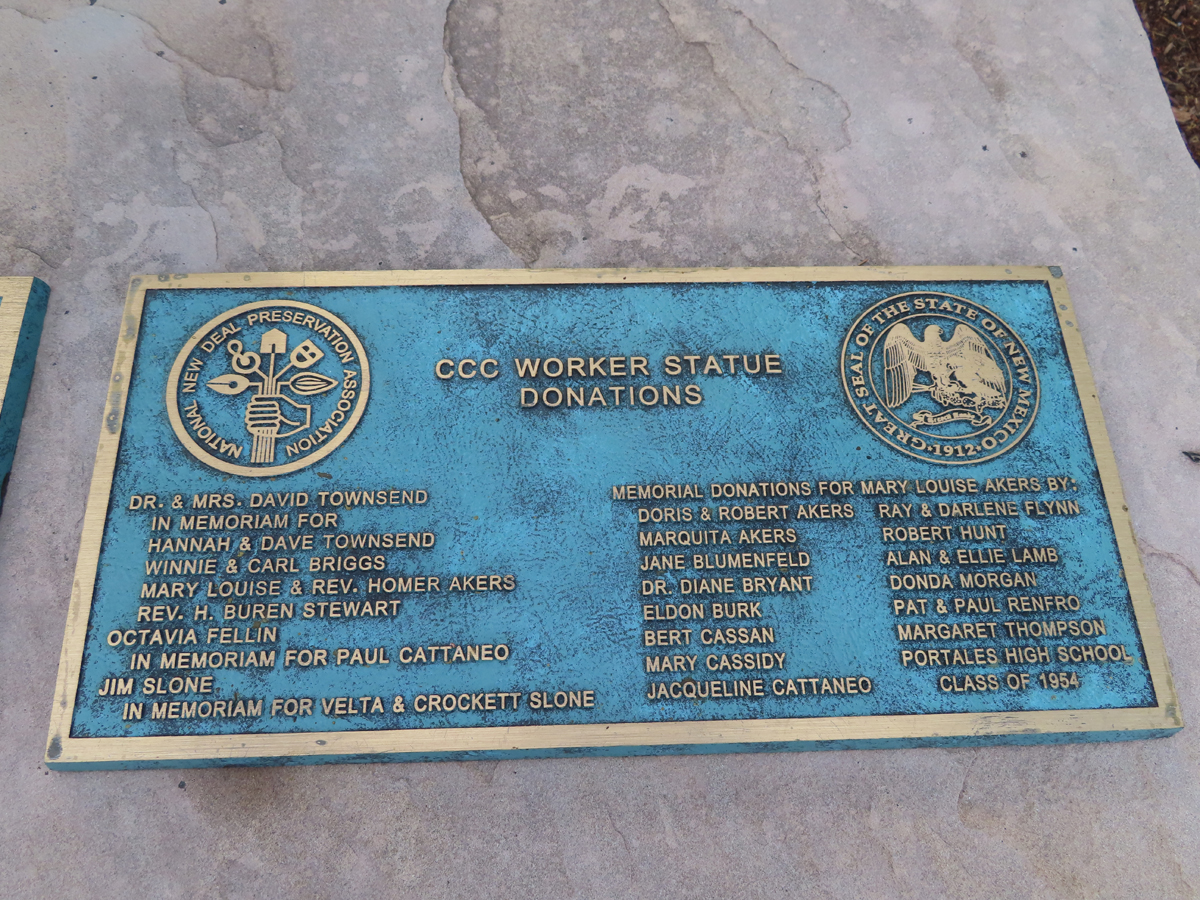 NATIONAL NEW DEAL PRESERVATION ASSOCIATION
CCC WORKER STATUE
DONATIONS
GREAT SEAL OF THE STATE OF NEW MEXICO
•1912•
DR. & MRS. DAVID TOWNSEND
IN MEMORIAM FOR
HANNAH & DAVE TOWNSEND
WINNIE & CARL BRIGGS
MARY LOUISE & REV. HOMER AKERS
REV. H. BUREN STEWART
OCTAVIA FELLIN
IN MEMORIAM FOR PAUL CATTANEO
JIM SLONE
IN MEMORIAM FOR VELTA & CROCKETT SLONE
MEMORIAL DONATIONS FOR MARY LOUISE AKERS BY:
DORIS & ROBERT AKERS
MARQUITA AKERS
JANE BLUMENFELD
DR. DIANE BRYANT
ELDON BURK
BERT CASSAN
MARY CASSIDY
JACQUELINE CATTANEO
RAY & DARLENE FLYNN
ROBERT HUNT
ALAN & ELLIE LAMB
DONDA MORGAN
PAT & PAUL RENFRO
MARGARET THOMPSON
PORTALES HIGH SCHOOL
CLASS OF 1954